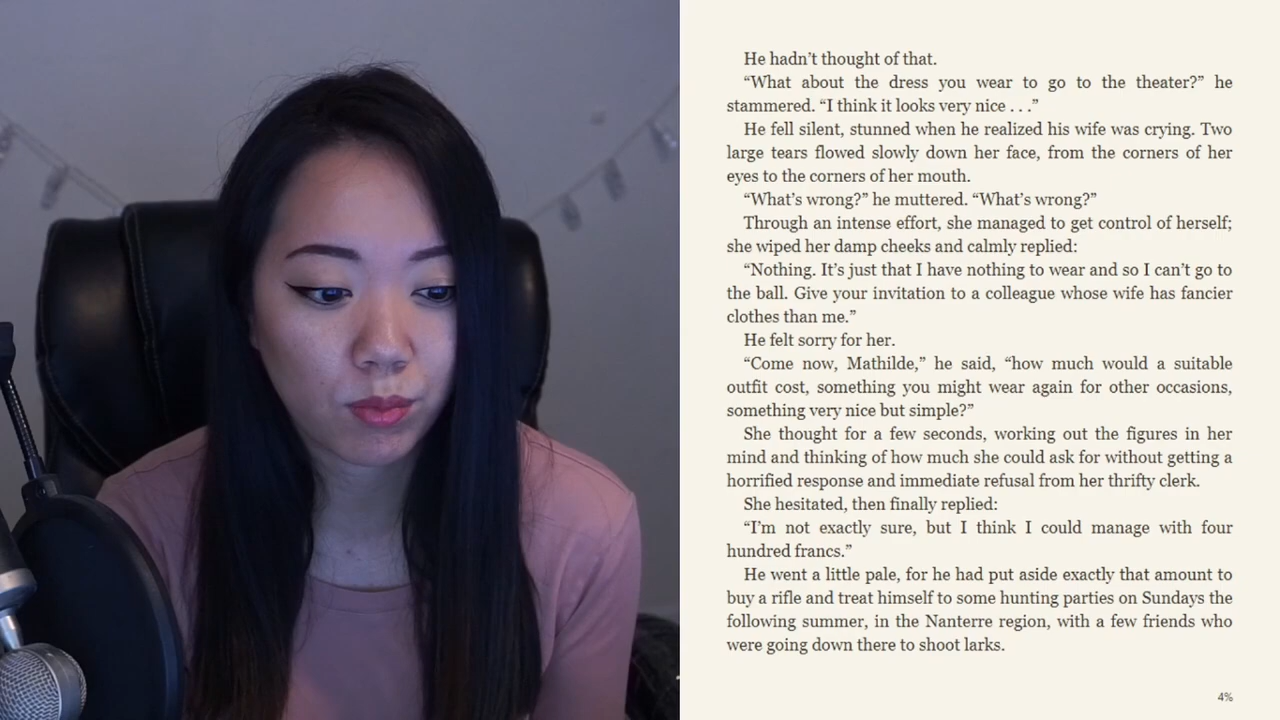 He hadn’t thought of that.
“What about the dress you wear to go to the theater?” he
stammered. “I think it looks very nice . . .”
He fell silent, stunned when he realized his wife was crying. Two
large tears flowed slowly down her face, from the corners of her
eyes to the corners of her mouth.
“What’s wrong?” he muttered. “What’s wrong?”
Through an intense effort, she managed to get control of herself;
she wiped her damp cheeks and calmly replied:
“Nothing. It’s just that I have nothing to wear and so I can’t go to
the ball. Give your invitation to a colleague whose wife has fancier
clothes than me.”
He felt sorry for her.
“Come now, Mathilde,” he said, “how much would a suitable
outfit cost, something you might wear again for other occasions,
something very nice but simple?”
She thought for a few seconds, working out the figures in her
mind and thinking of how much she could ask for without getting a
horrified response and immediate refusal from her thrifty clerk.
She hesitated, then finally replied:
“I’m not exactly sure, but I think I could manage with four
hundred francs.”
He went a little pale, for he had put aside exactly that amount to
buy a rifle and treat himself to some hunting parties on Sundays the
following summer, in the Nanterre region, with a few friends who
were going down there to shoot larks.
4%